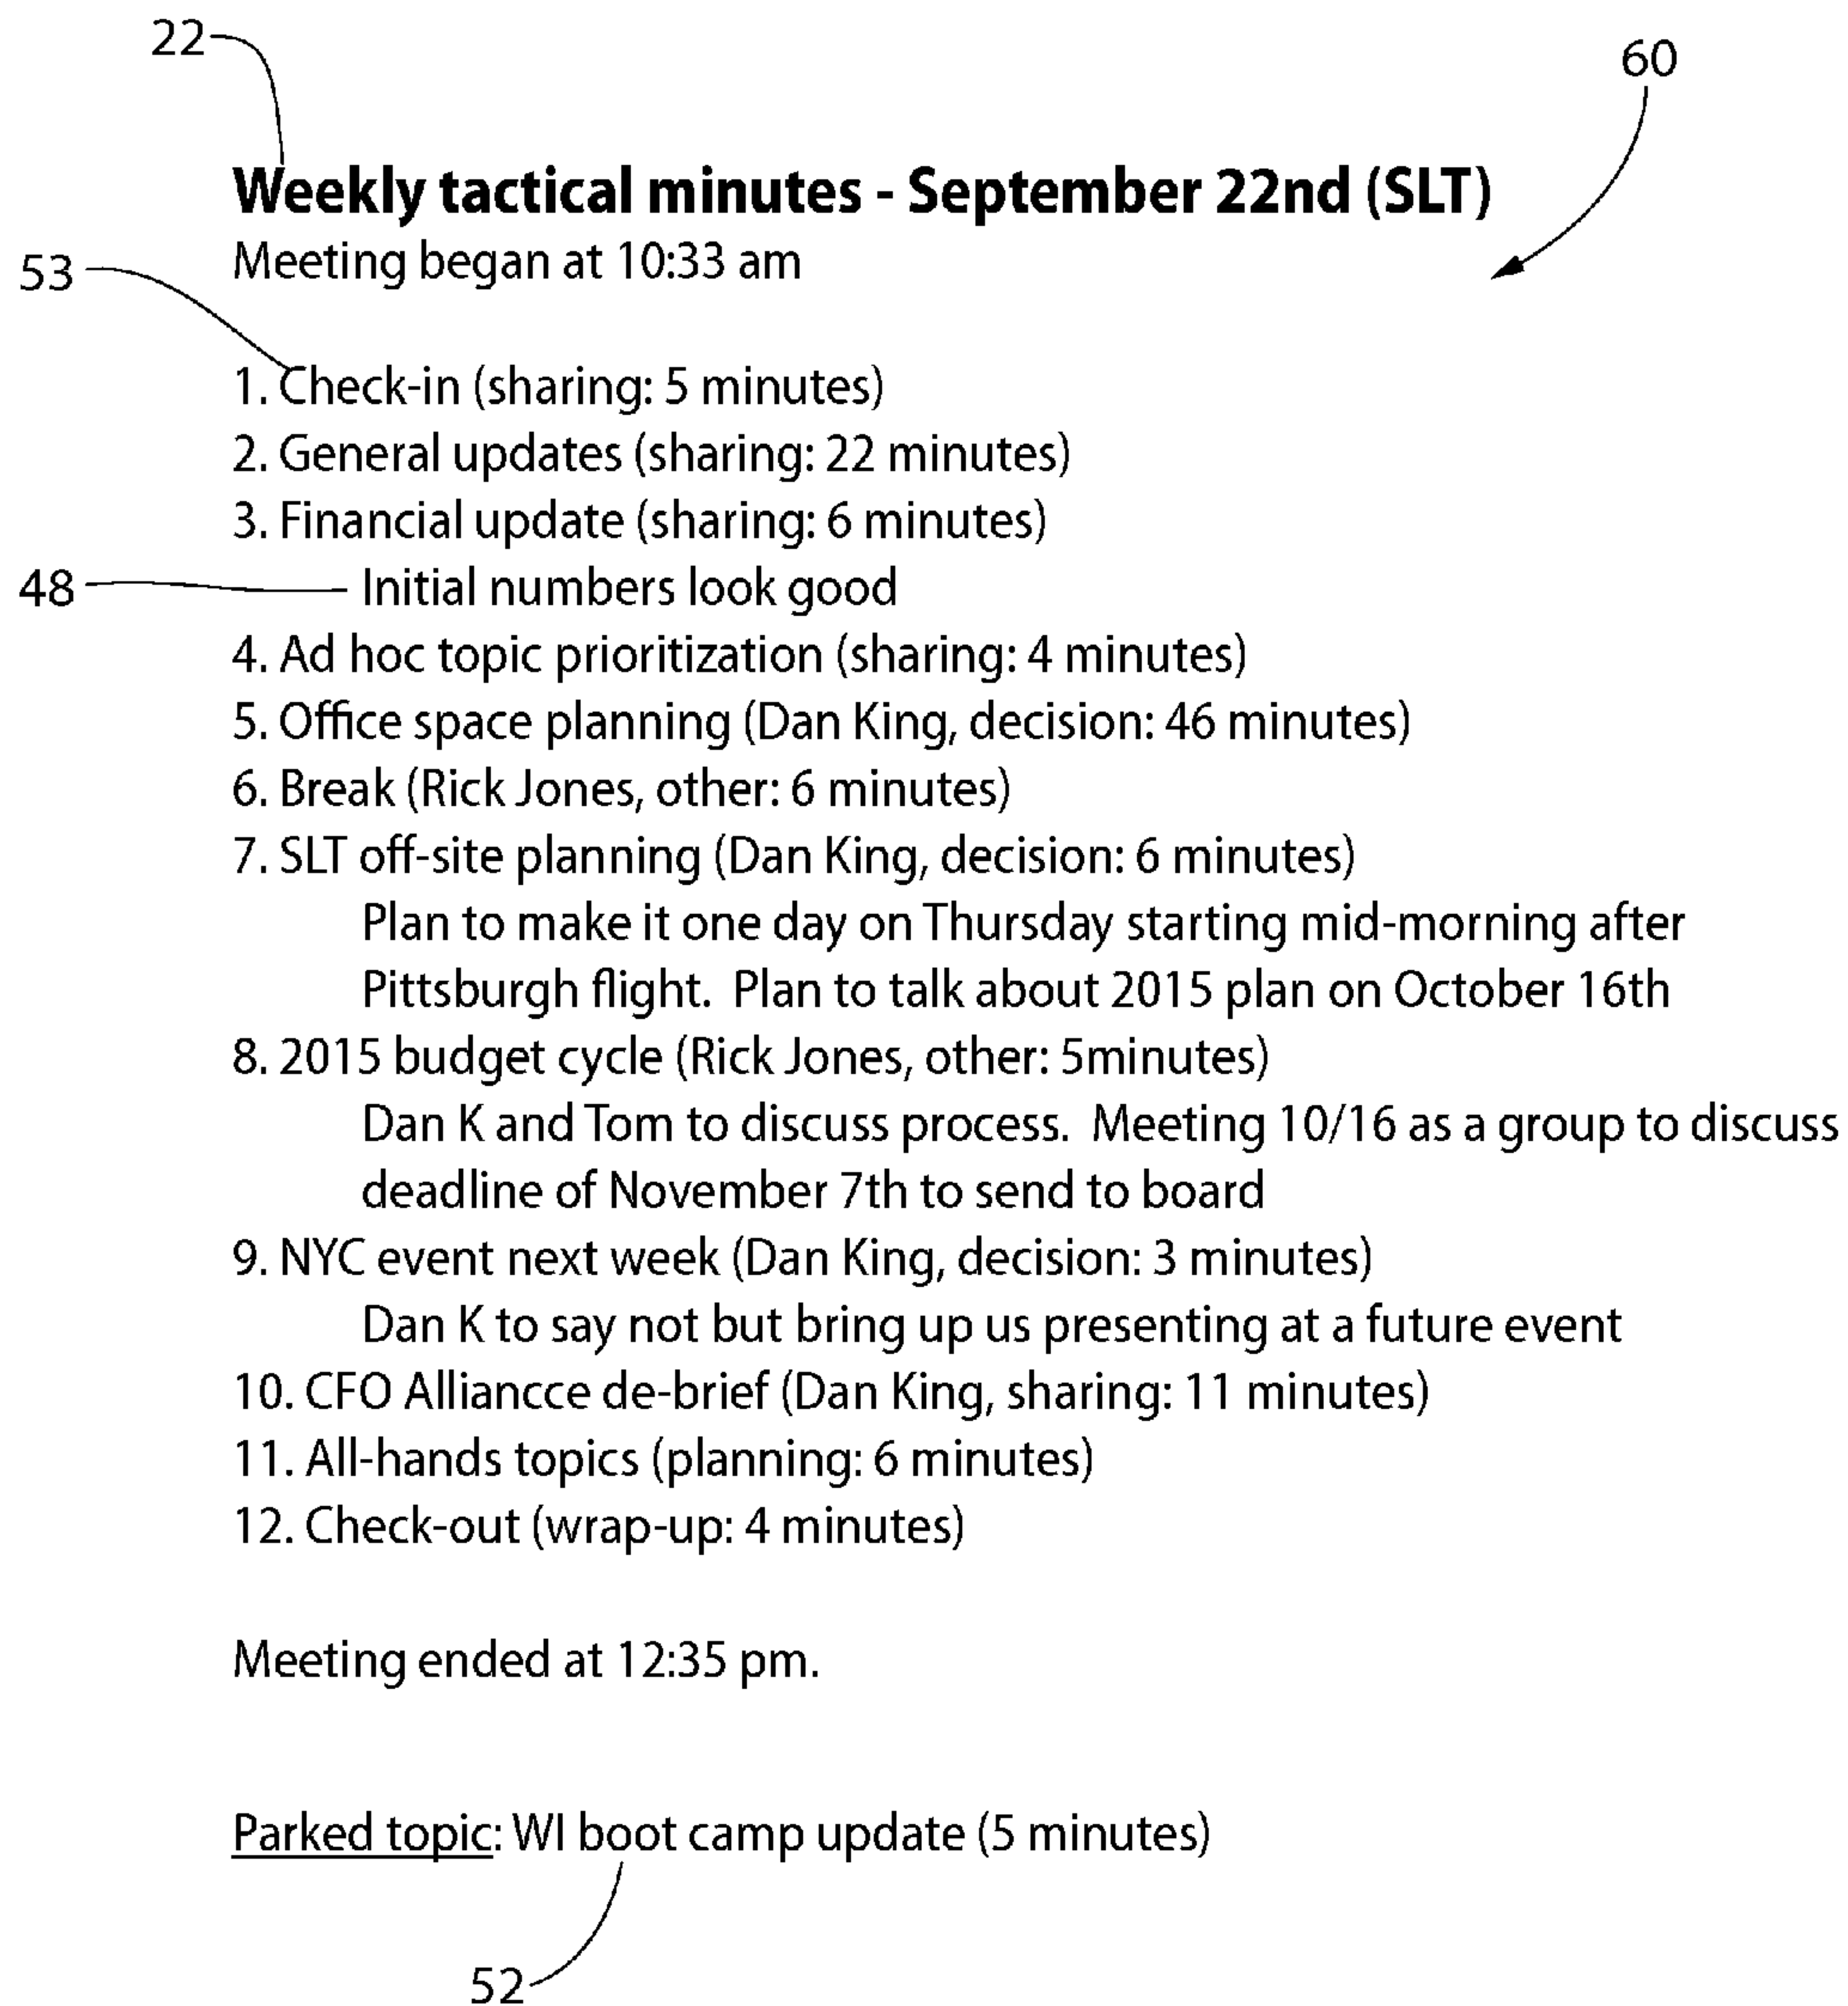 22
60
Weekly tactical minutes - September 22nd (SLT)
53
Meeting began at 10:33 am
1. Check-in (sharing: 5 minutes)
2. General updates (sharing: 22 minutes)
3. Financial update (sharing: 6 minutes)
48
Initial numbers look good
4. Ad hoc topic prioritization (sharing: 4 minutes)
5. Office space planning (Dan King, decision: 46 minutes)
6. Break (Rick Jones, other: 6 minutes)
7. SLT off-site planning (Dan King, decision: 6 minutes)
Plan to make it one day on Thursday starting mid-morning after
Pittsburgh flight.  Plan to talk about 2015 plan on October 16th
8. 2015 budget cycle (Rick Jones, other: 5minutes)
Dan K and Tom to discuss process.  Meeting 10/16 as a group to discuss
deadline of November 7th to send to board
9. NYC event next week (Dan King, decision: 3 minutes)
Dan K to say not but bring up us presenting at a future event
10. CFO Alliancce de-brief (Dan King, sharing: 11 minutes)
11. All-hands topics (planning: 6 minutes)
12. Check-out (wrap-up: 4 minutes)
Meeting ended at 12:35 pm.
Parked topic: WI boot camp update (5 minutes)
52